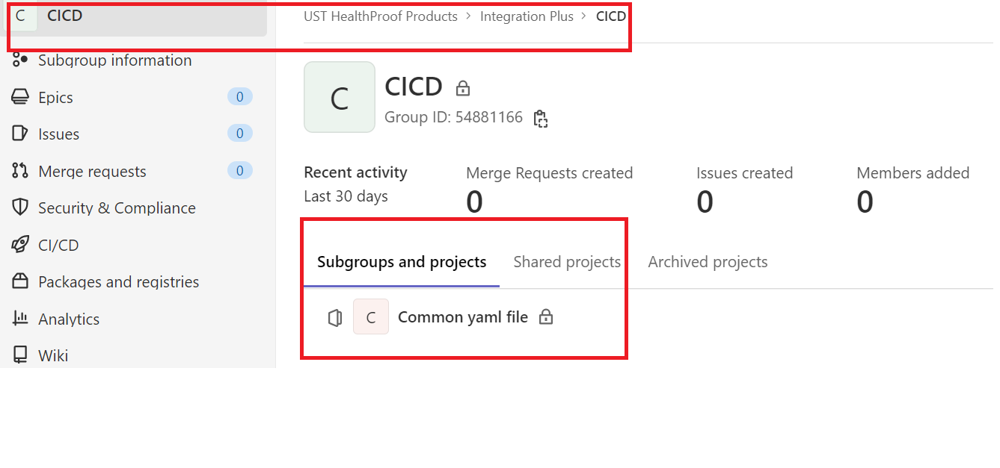 C CICD
Subgroup information
Epics 0
Issues 0
Merge requests 0
Security & Compliance
CI/CD
Packages and registries
Analytics
Wiki
UST HealthProof Products > Integration Plus > CICD
C
CICD
Group ID: 54881166
Recent activity
Last 30 days
Merge Requests created
0
Issues created
0
Members added
0
Subgroups and projects Shared projects Archived projects
C Common yaml file